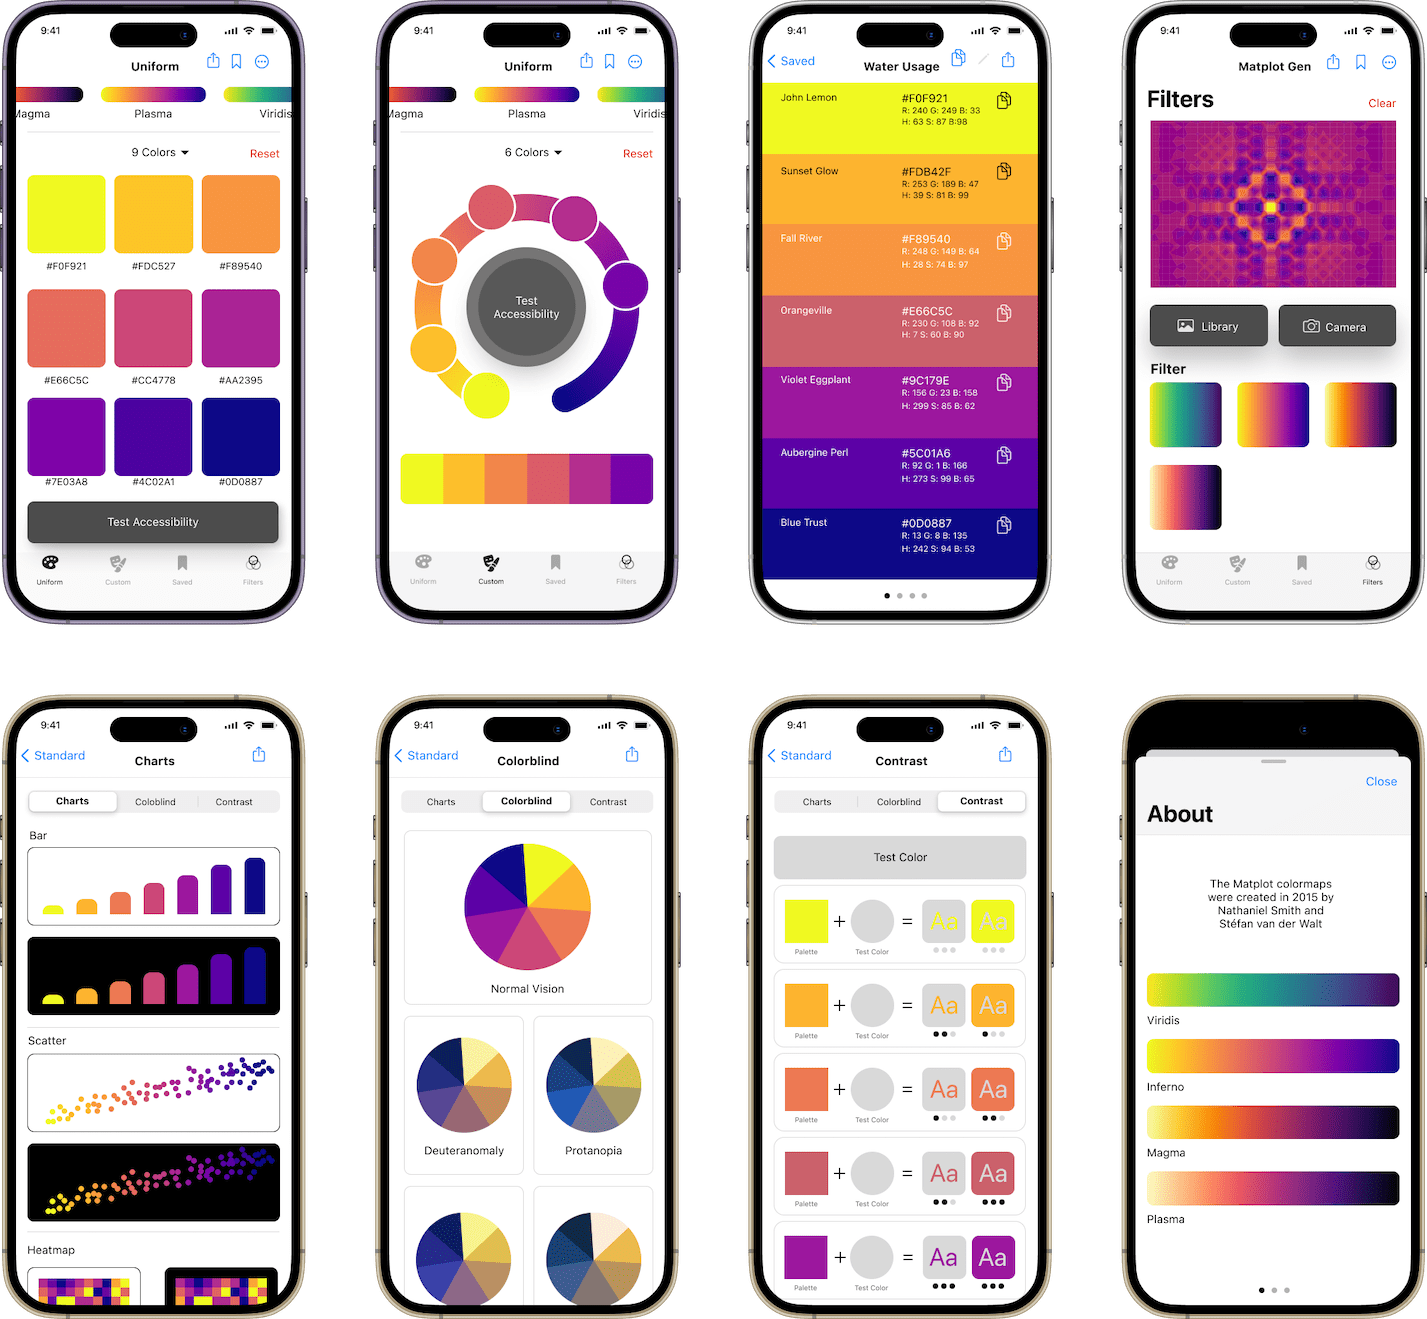 9:41
Uniform
Magma
Plasma
Viridis
9 Colors
Reset
#F0F921
#FDC527
#F89540
#E66C5C
#CC4778
#AA2395
#7E03A8
#4C02A1
#0D0887
Test Accessibility
Uniform
Custom
Saved
Filters
9:41
Uniform
Magma
Plasma
Viridis
6 Colors
Reset
Test
Accessibility
Uniform
Custom
Saved
Filters
9:41
Saved
Water Usage
John Lemon
#F0F921
R: 240 G: 249 B: 33
H: 63 S: 87 B:98
Sunset Glow
#FDB42F
R: 253 G: 189 B: 47
H: 39 S: 81 B: 99
Fall River
#F89540
R: 248 G: 149 B: 64
H: 28 S: 74 B: 97
Orangeville
#E66C5C
R: 230 G: 108 B: 92
H: 7 S: 60 B: 90
Violet Eggplant
#9C179E
R: 156 G: 23 B: 158
H: 299 S: 85 B: 62
Aubergine Perl
#5C01A6
R: 92 G: 1 B: 166
H: 273 S: 99 B: 65
Blue Trust
#0D0887
R: 13 G: 8 B: 135
H: 242 S: 94 B: 53
9:41
Matplot Gen
Filters
Clear
Library
Camera
Filter
Uniform
Custom
Saved
Filters
9:41
Standard
Charts
Charts
Coloblind
Contrast
Bar
Scatter
Heatmap
9:41
Standard
Colorblind
Charts
Colorblind
Contrast
Normal Vision
Deuteranomaly
Protanopia
9:41
Standard
Contrast
Charts
Colorblind
Contrast
Test Color
+ = Aa Aa
Palette
Test Color
+ = Aa Aa
Palette
Test Color
+ = Aa Aa
Palette
Test Color
+ = Aa Aa
Palette
Test Color
+ = Aa Aa
Palette
Test Color
Close
About
The Matplot colormaps
were created in 2015 by
Nathaniel Smith and
Stéfan van der Walt
Viridis
Inferno
Magma
Plasma